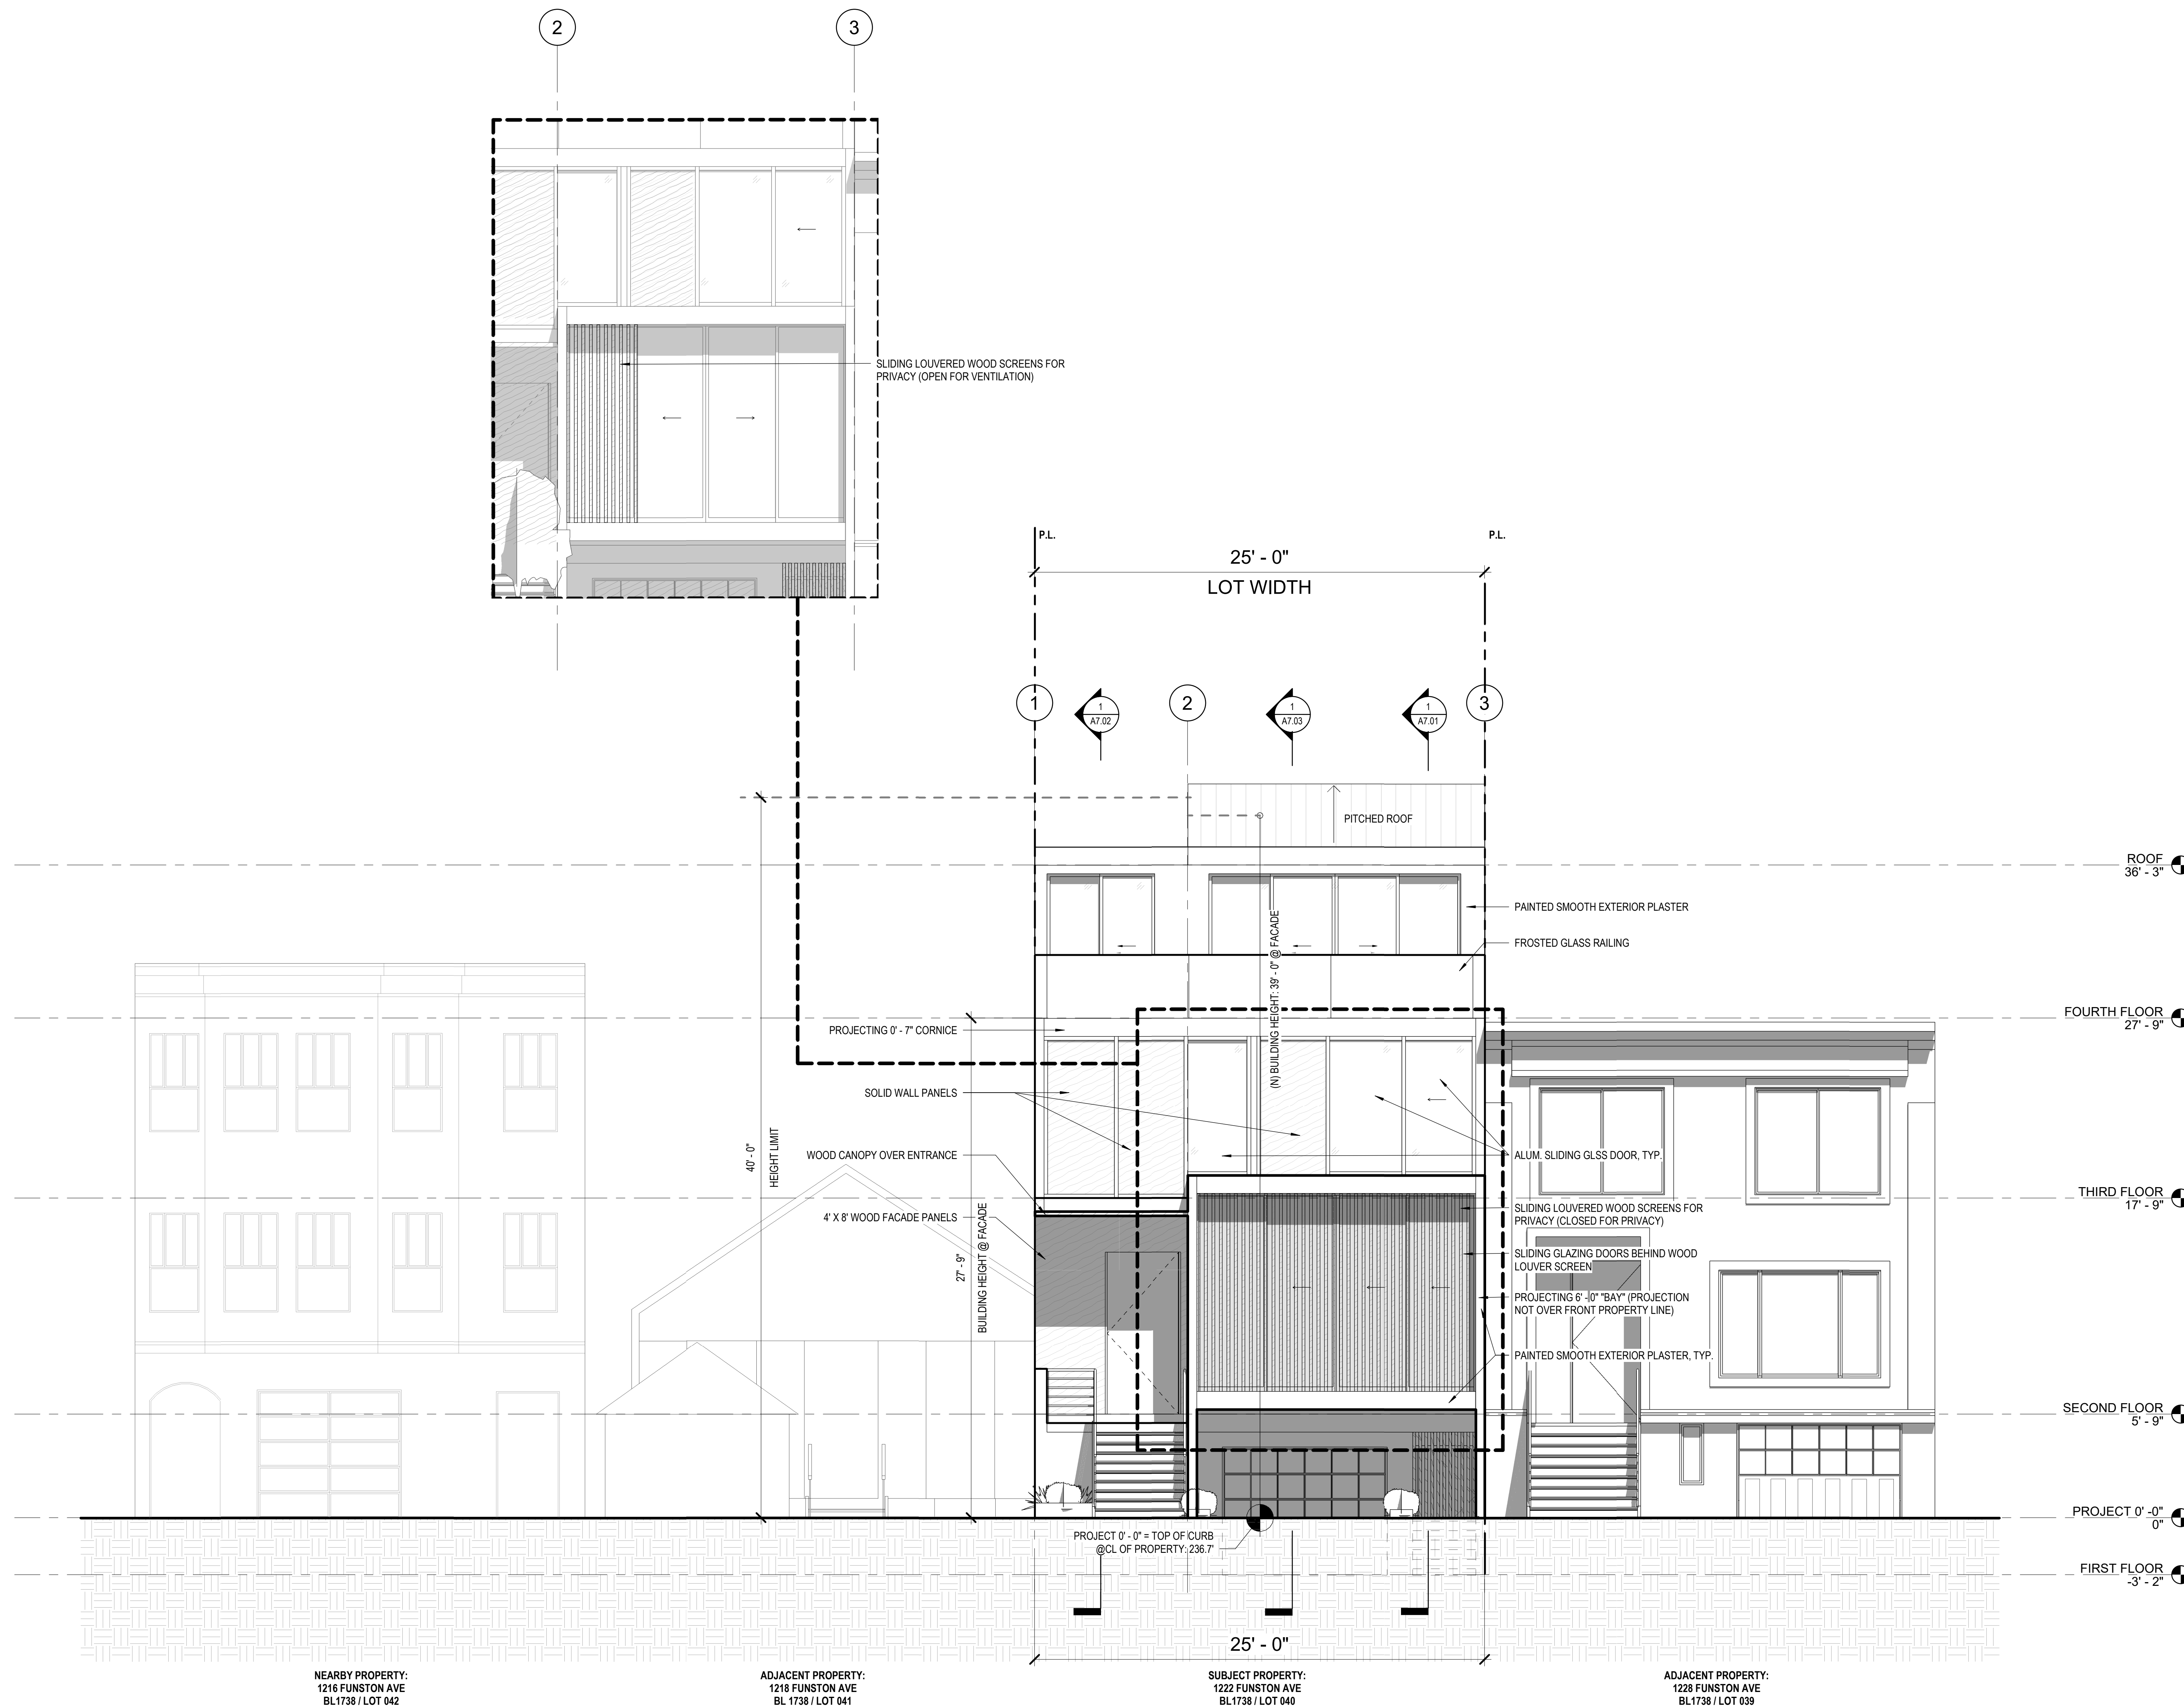 2
3
SLIDING LOUVERED WOOD SCREENS FOR
PRIVACY (OPEN FOR VENTILATION)
P.L.
P.L.
25' - 0"
LOT WIDTH
1
2
3
1
A7.02
1
A7.03
1
A7.01
PITCHED ROOF
ROOF
36' - 3"
PAINTED SMOOTH EXTERIOR PLASTER
FROSTED GLASS RAILING
(N) BUILDING HEIGHT: 39' - 0" @ FACADE
FOURTH FLOOR
27' - 9"
PROJECTING 0' - 7" CORNICE
SOLID WALL PANELS
40' - 0"
HEIGHT LIMIT
WOOD CANOPY OVER ENTRANCE
ALUM. SLIDING GLSS DOOR, TYP.
THIRD FLOOR
17' - 9"
4' X 8' WOOD FACADE PANELS
27' - 9"
BUILDING HEIGHT @ FACADE
SLIDING LOUVERED WOOD SCREENS FOR
PRIVACY (CLOSED FOR PRIVACY)
SLIDING GLAZING DOORS BEHIND WOOD
LOUVER SCREEN
PROJECTING 6' - 0" "BAY" (PROJECTION
NOT OVER FRONT PROPERTY LINE)
PAINTED SMOOTH EXTERIOR PLASTER, TYP.
SECOND FLOOR
5' - 9"
PROJECT 0' -0"
0"
PROJECT 0' - 0" = TOP OF CURB
@CL OF PROPERTY: 236.7'
FIRST FLOOR
-3' - 2"
25' - 0"
NEARBY PROPERTY:
1216 FUNSTON AVE
BL1738 / LOT 042
ADJACENT PROPERTY:
1218 FUNSTON AVE
BL 1738 / LOT 041
SUBJECT PROPERTY:
1222 FUNSTON AVE
BL1738 / LOT 040
ADJACENT PROPERTY:
1228 FUNSTON AVE
BL1738 / LOT 039